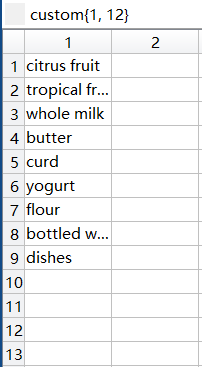 custom{1, 12}
1 2
1 citrus fruit
2 tropical fr...
3 whole milk
4 butter
5 curd
6 yogurt
7 flour
8 bottled w...
9 dishes
10
11
12
13